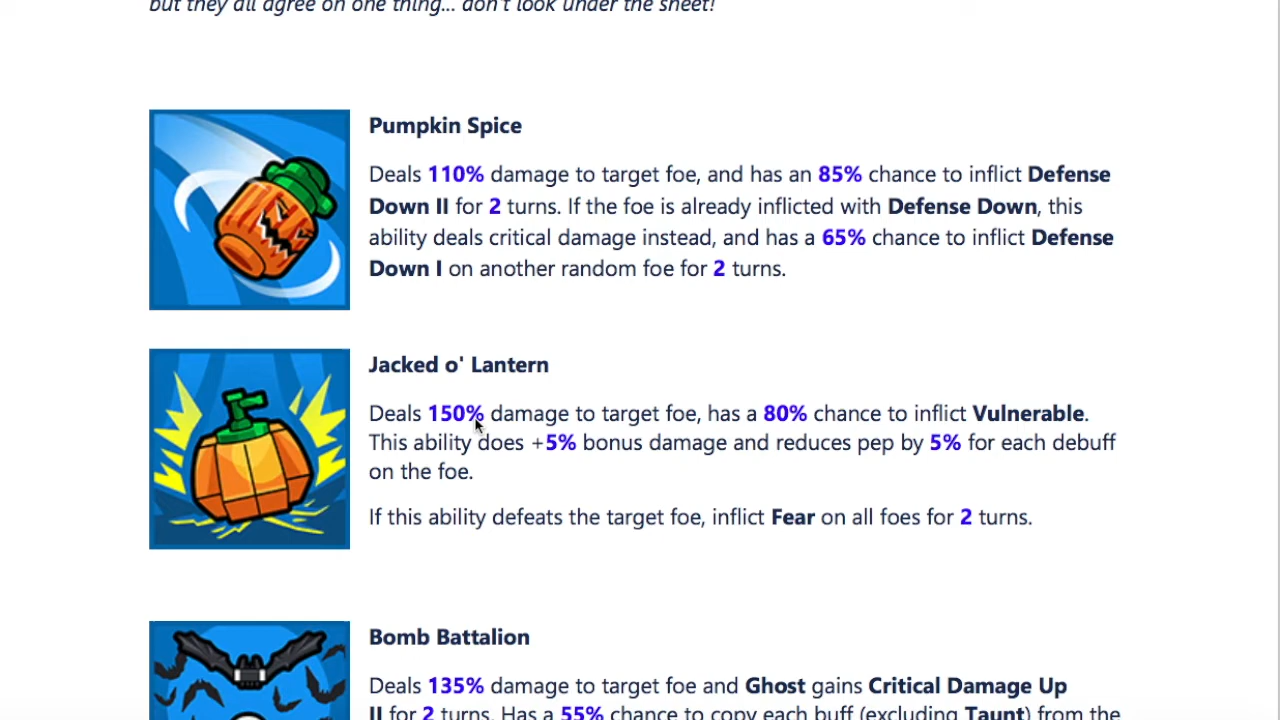 but they all agree on one thing... don't look under the sheet!
Pumpkin Spice
Deals 110% damage to target foe, and has an 85% chance to inflict Defense
Down II for 2 turns. If the foe is already inflicted with Defense Down, this
ability deals critical damage instead, and has a 65% chance to inflict Defense
Down I on another random foe for 2 turns.
Jacked o' Lantern
Deals 150% damage to target foe, has a 80% chance to inflict Vulnerable.
This ability does +5% bonus damage and reduces pep by 5% for each debuff
on the foe.
If this ability defeats the target foe, inflict Fear on all foes for 2 turns.
Bomb Battalion
Deals 135% damage to target foe and Ghost gains Critical Damage Up
II for 2 turns. Has a 55% chance to copy each buff (excluding Taunt) from the